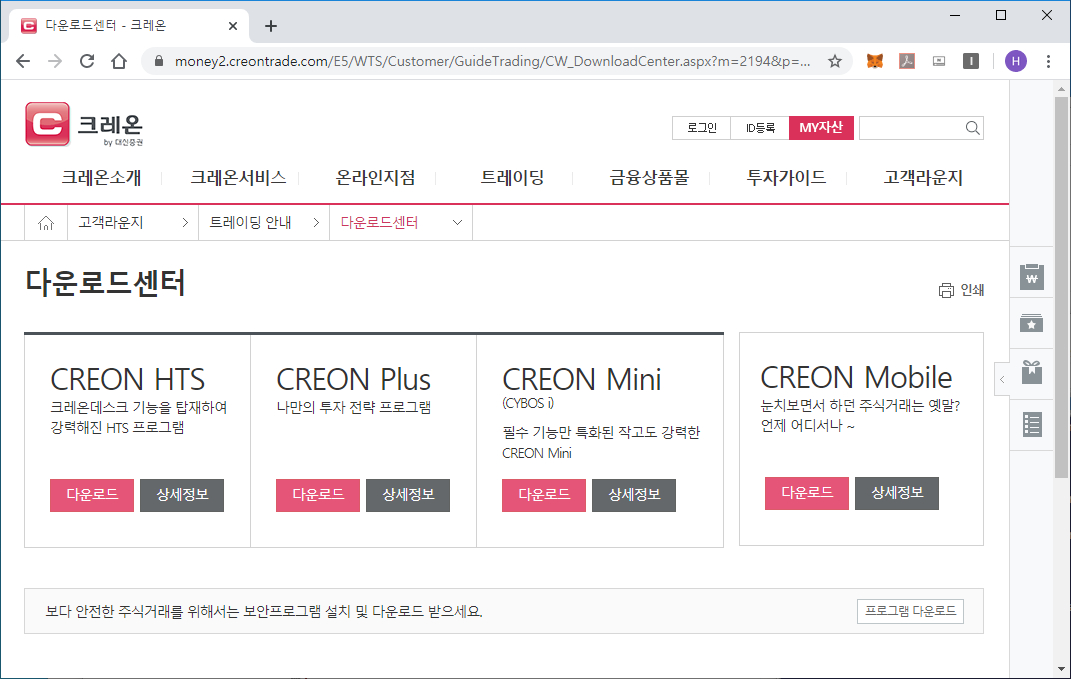 다운로드센터 - 크레온
money2.creontrade.com/E5/WTS/Customer/GuideTrading/CW_DownloadCenter.aspx?m=2194&p=...
H
크레온
by 대신증권
로그인 ID등록 MY자산
크레온소개 크레온서비스 온라인지점 트레이딩 금융상품몰 투자가이드 고객라운지
고객라운지 트레이딩 안내 다운로드센터
다운로드센터
인쇄
CREON HTS
크레온데스크 기능을 탑재하여
강력해진 HTS 프로그램
다운로드 상세정보
CREON Plus
나만의 투자 전략 프로그램
다운로드 상세정보
CREON Mini
(CYBOS i)
필수 기능만 특화된 작고도 강력한
CREON Mini
다운로드 상세정보
CREON Mobile
눈치보면서 하던 주식거래는 옛말?
언제 어디서나 ~
다운로드 상세정보
보다 안전한 주식거래를 위해서는 보안프로그램 설치 및 다운로드 받으세요.
프로그램 다운로드